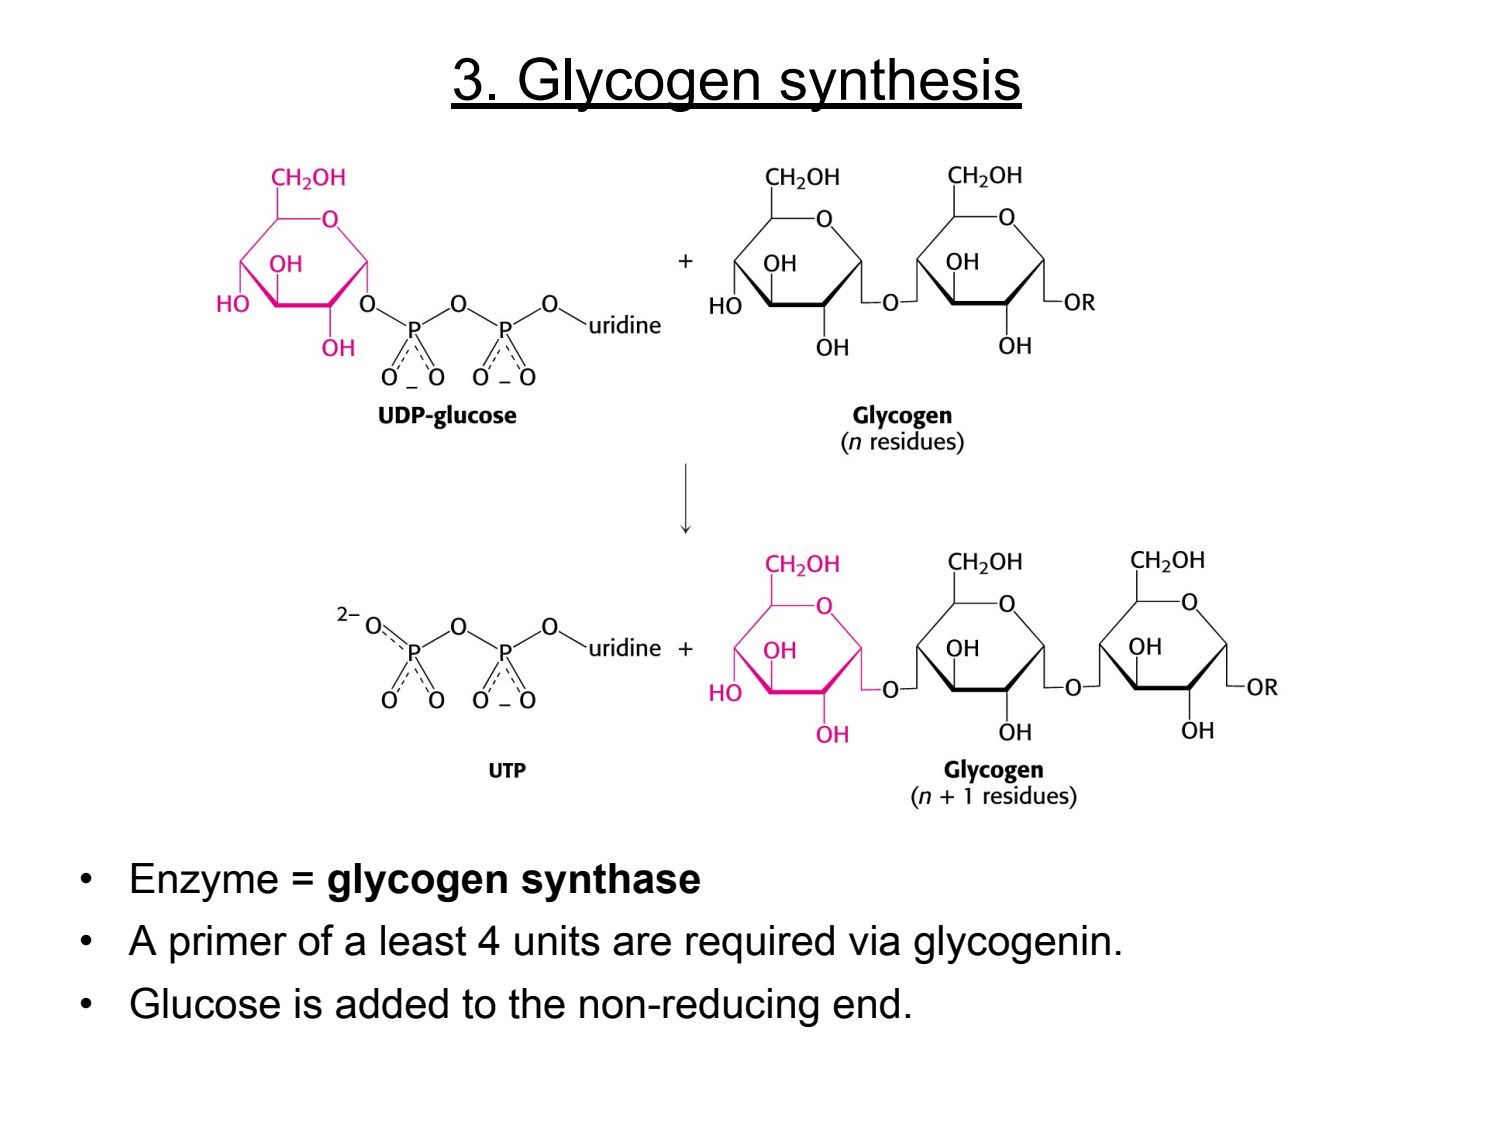 3. Glycogen synthesis
CH₂OH
O
OH
HO
OH
O
P
O
P
O
uridine
O
_
O
O
–
O
UDP-glucose
+
CH₂OH
O
OH
HO
OH
O
CH₂OH
O
OH
OH
OR
Glycogen
(n residues)
2–
O
P
O
P
O
uridine
O
O
O
–
O
UTP
+
CH₂OH
O
OH
HO
OH
O
CH₂OH
O
OH
OH
O
CH₂OH
O
OH
OH
OR
Glycogen
(n + 1 residues)
• Enzyme = glycogen synthase
• A primer of a least 4 units are required via glycogenin.
• Glucose is added to the non-reducing end.